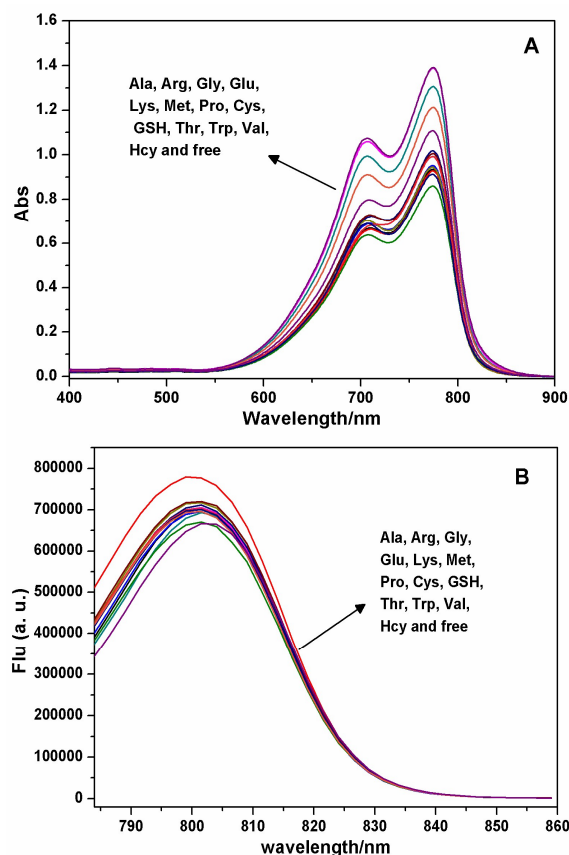 A
Ala, Arg, Gly, Glu,
Lys, Met, Pro, Cys,
GSH, Thr, Trp, Val,
Hcy and free
Abs
1.6
1.4
1.2
1.0
0.8
0.6
0.4
0.2
0.0
400 500 600 700 800 900
Wavelength/nm
B
Ala, Arg, Gly,
Glu, Lys, Met,
Pro, Cys, GSH,
Thr, Trp, Val,
Hcy and free
Flu (a. u.)
800000
700000
600000
500000
400000
300000
200000
100000
0
790 800 810 820 830 840 850 860
wavelength/nm